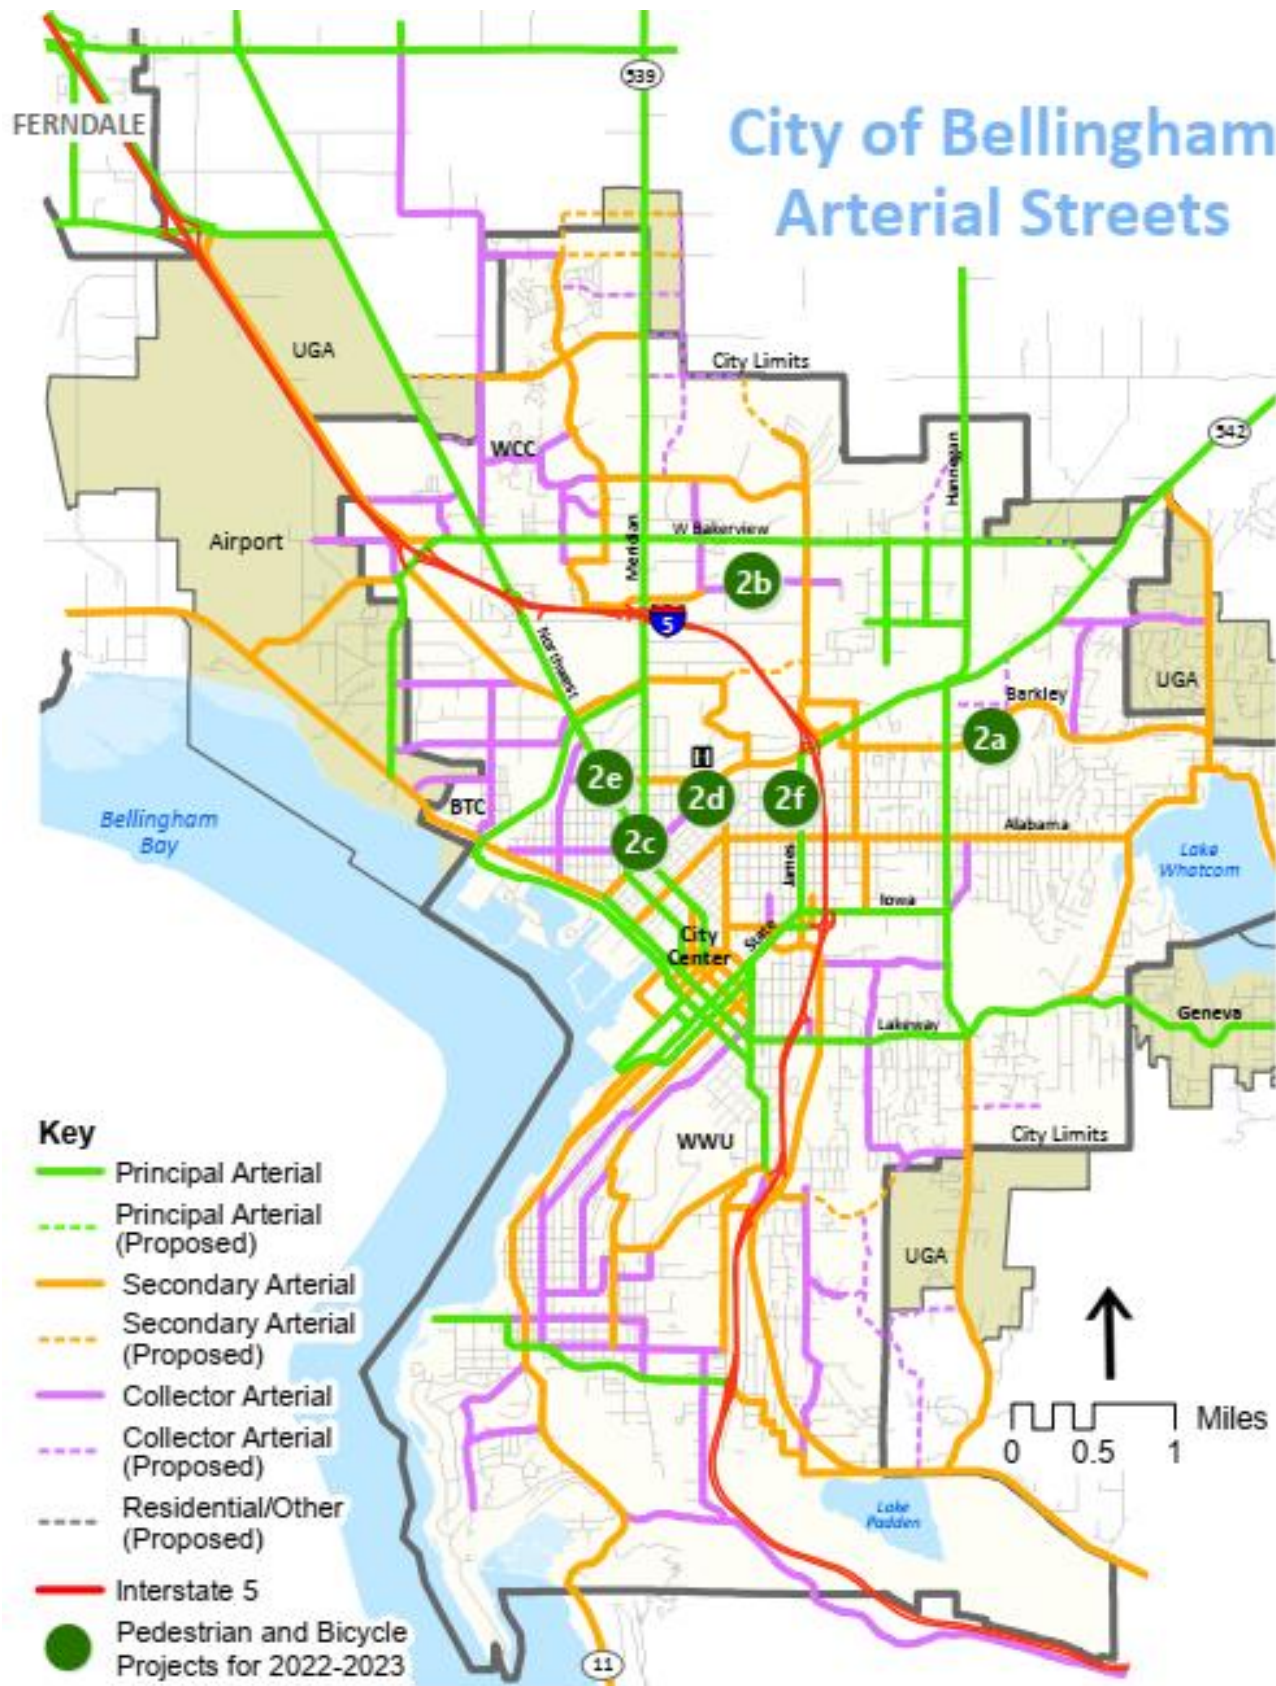 539
FERNDALE
City of Bellingham
Arterial Streets
UGA
City Limits
542
WCC
Hannegan
W Bakerview
Meridian
Airport
2b
5
Northwest
UGA
Barkley
2a
H
2e
2d
2f
BTC
Bellingham
Bay
2c
Alabama
James
Lake
Whatcom
Iowa
State
City
Center
Geneva
Lakeway
WWU
City Limits
UGA
Key
Principal Arterial
Principal Arterial
(Proposed)
Secondary Arterial
Secondary Arterial
(Proposed)
Collector Arterial
Collector Arterial
(Proposed)
Residential/Other
(Proposed)
Interstate 5
Pedestrian and Bicycle
Projects for 2022-2023
Miles
0 0.5 1
Lake
Padden
11